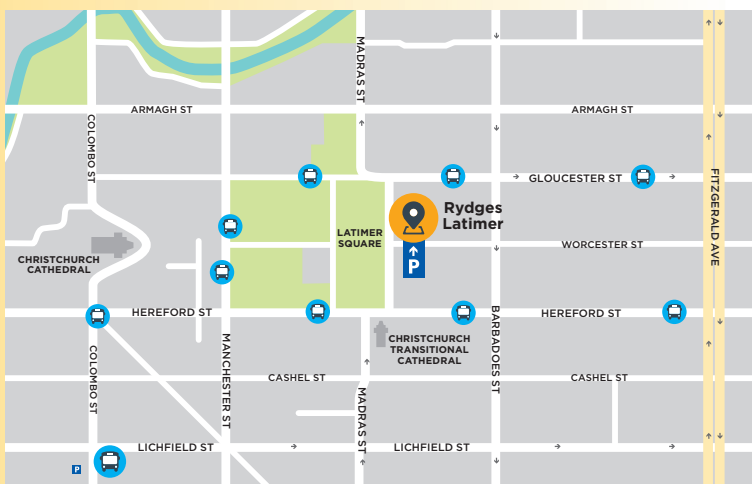 MADRAS ST
ARMAGH ST
ARMAGH ST
COLOMBO ST
GLOUCESTER ST
FITZGERALD AVE
Rydges
Latimer
LATIMER
SQUARE
P
WORCESTER ST
CHRISTCHURCH
CATHEDRAL
HEREFORD ST
BARBADOES ST
HEREFORD ST
MANCHESTER ST
CHRISTCHURCH
TRANSITIONAL
CATHEDRAL
COLOMBO ST
CASHEL ST
CASHEL ST
MADRAS ST
LICHFIELD ST
LICHFIELD ST
P